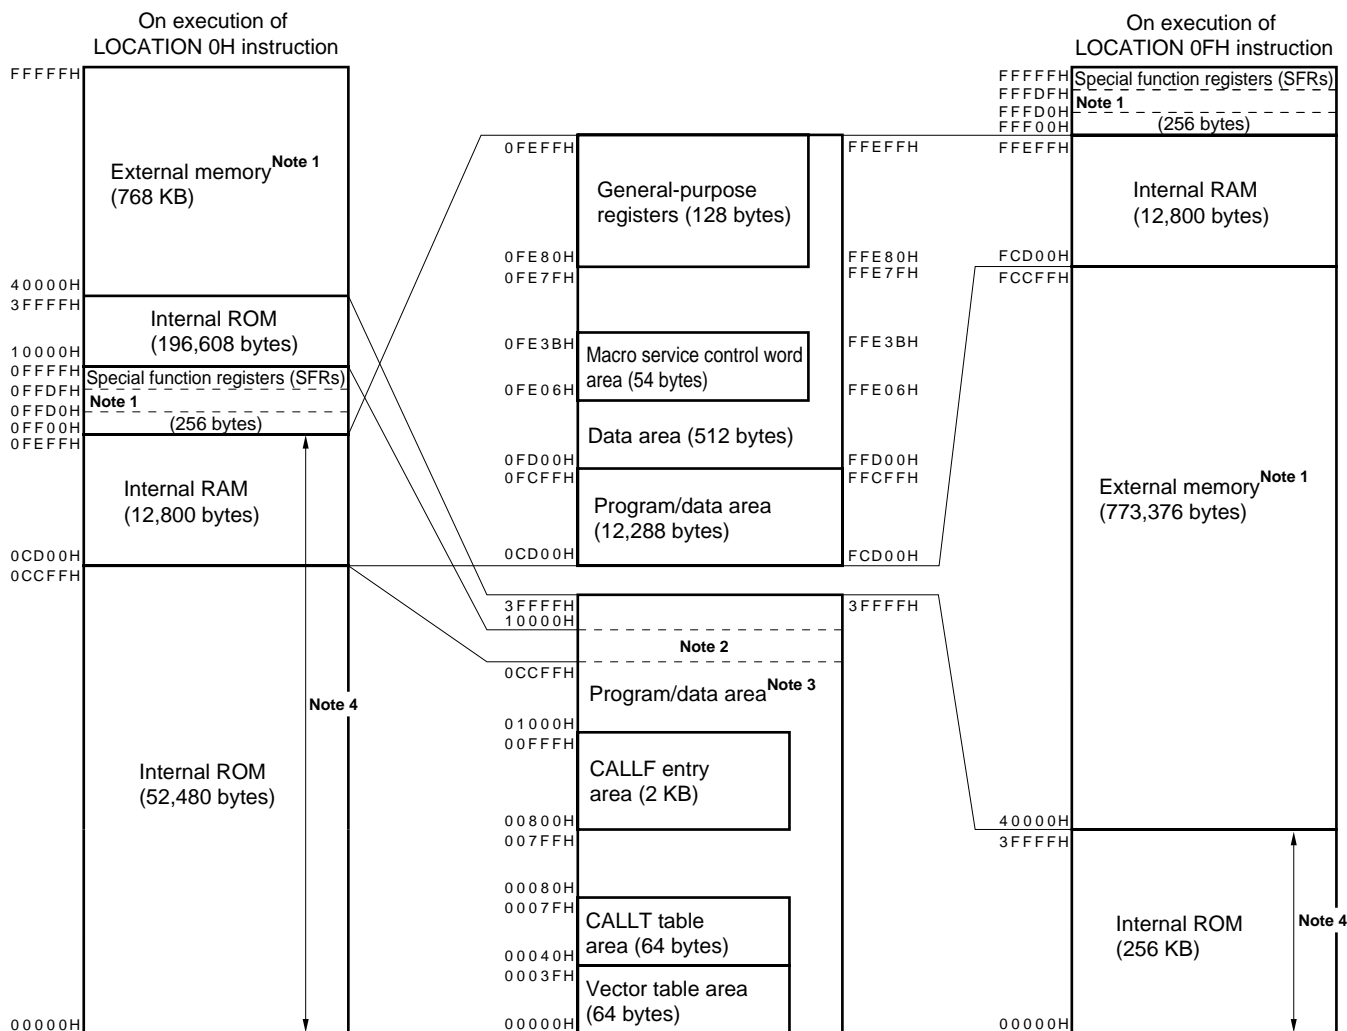 On execution of
LOCATION 0H instruction
FFFFFH
External memory Note 1
(768 KB)
40000H
3FFFFH
Internal ROM
(196,608 bytes)
10000H
0FFFFH
Special function registers (SFRs)
0FFDFH
Note 1
0FFD0H
(256 bytes)
0FF00H
0FEFFH
Internal RAM
(12,800 bytes)
0CD00H
0CCFFH
Note 4
Internal ROM
(52,480 bytes)
00000H
0FEFFH
FFEFFH
General-purpose
registers (128 bytes)
0FE80H
FFE80H
0FE7FH
FFE7FH
0FE3BH
FFE3BH
Macro service control word
area (54 bytes)
0FE06H
FFE06H
Data area (512 bytes)
0FD00H
FFD00H
0FCFFH
FFCFFH
Program/data area
(12,288 bytes)
0CD00H
FCD00H
3FFFFH
3FFFFH
10000H
Note 2
0CCFFH
Program/data area Note 3
01000H
00FFFH
CALLF entry
area (2 KB)
00800H
007FFH
00080H
0007FH
CALLT table
area (64 bytes)
00040H
0003FH
Vector table area
(64 bytes)
00000H
On execution of
LOCATION 0FH instruction
FFFFFH
Special function registers (SFRs)
FFFDFH
Note 1
FFFD0H
(256 bytes)
FFF00H
FFEFFH
Internal RAM
(12,800 bytes)
FCD00H
FCCFFH
External memory Note 1
(773,376 bytes)
40000H
3FFFFH
Internal ROM
(256 KB)
Note 4
00000H